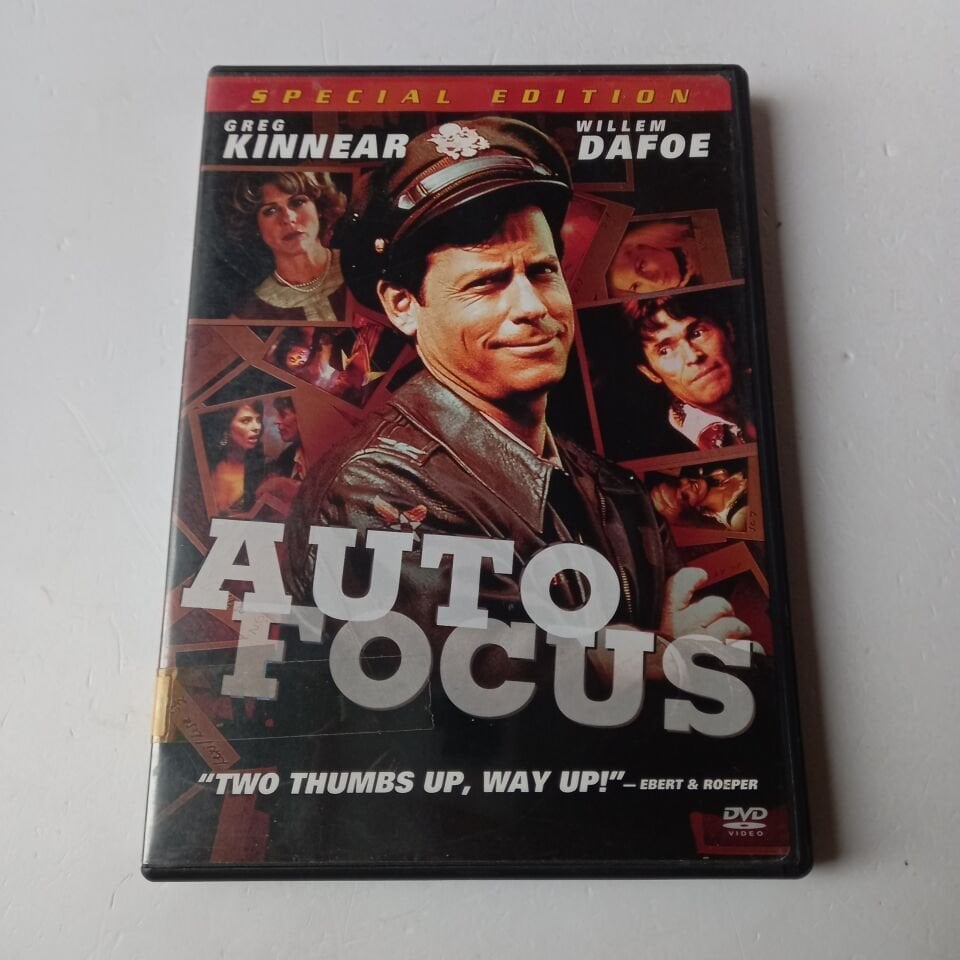 SPECIAL EDITION
GREG
KINNEAR
WILLEM
DAFOE
AUTO
FOCUS
"TWO THUMBS UP, WAY UP!" – EBERT & ROEPER
DVD
VIDEO